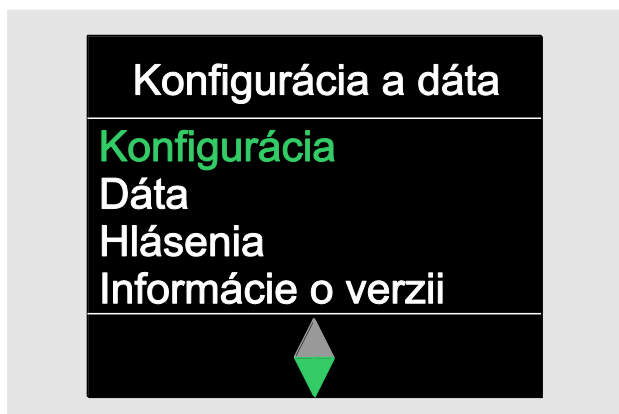 Konfigurácia a dáta
Konfigurácia
Dáta
Hlásenia
Informácie o verzii